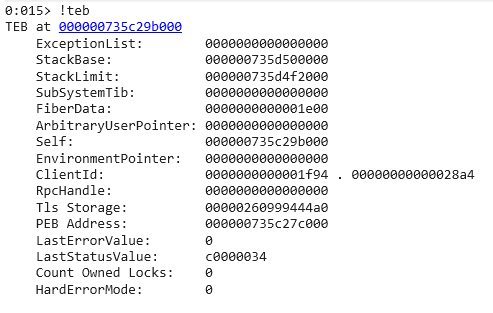 0:015> !teb
TEB at 000000735c29b000
ExceptionList: 0000000000000000
StackBase: 000000735d500000
StackLimit: 000000735d4f2000
SubSystemTib: 0000000000000000
FiberData: 0000000000001e00
ArbitraryUserPointer: 0000000000000000
Self: 000000735c29b000
EnvironmentPointer: 0000000000000000
ClientId: 0000000000001f94 . 00000000000028a4
RpcHandle: 0000000000000000
Tls Storage: 00000260999444a0
PEB Address: 000000735c27c000
LastErrorValue: 0
LastStatusValue: c0000034
Count Owned Locks: 0
HardErrorMode: 0